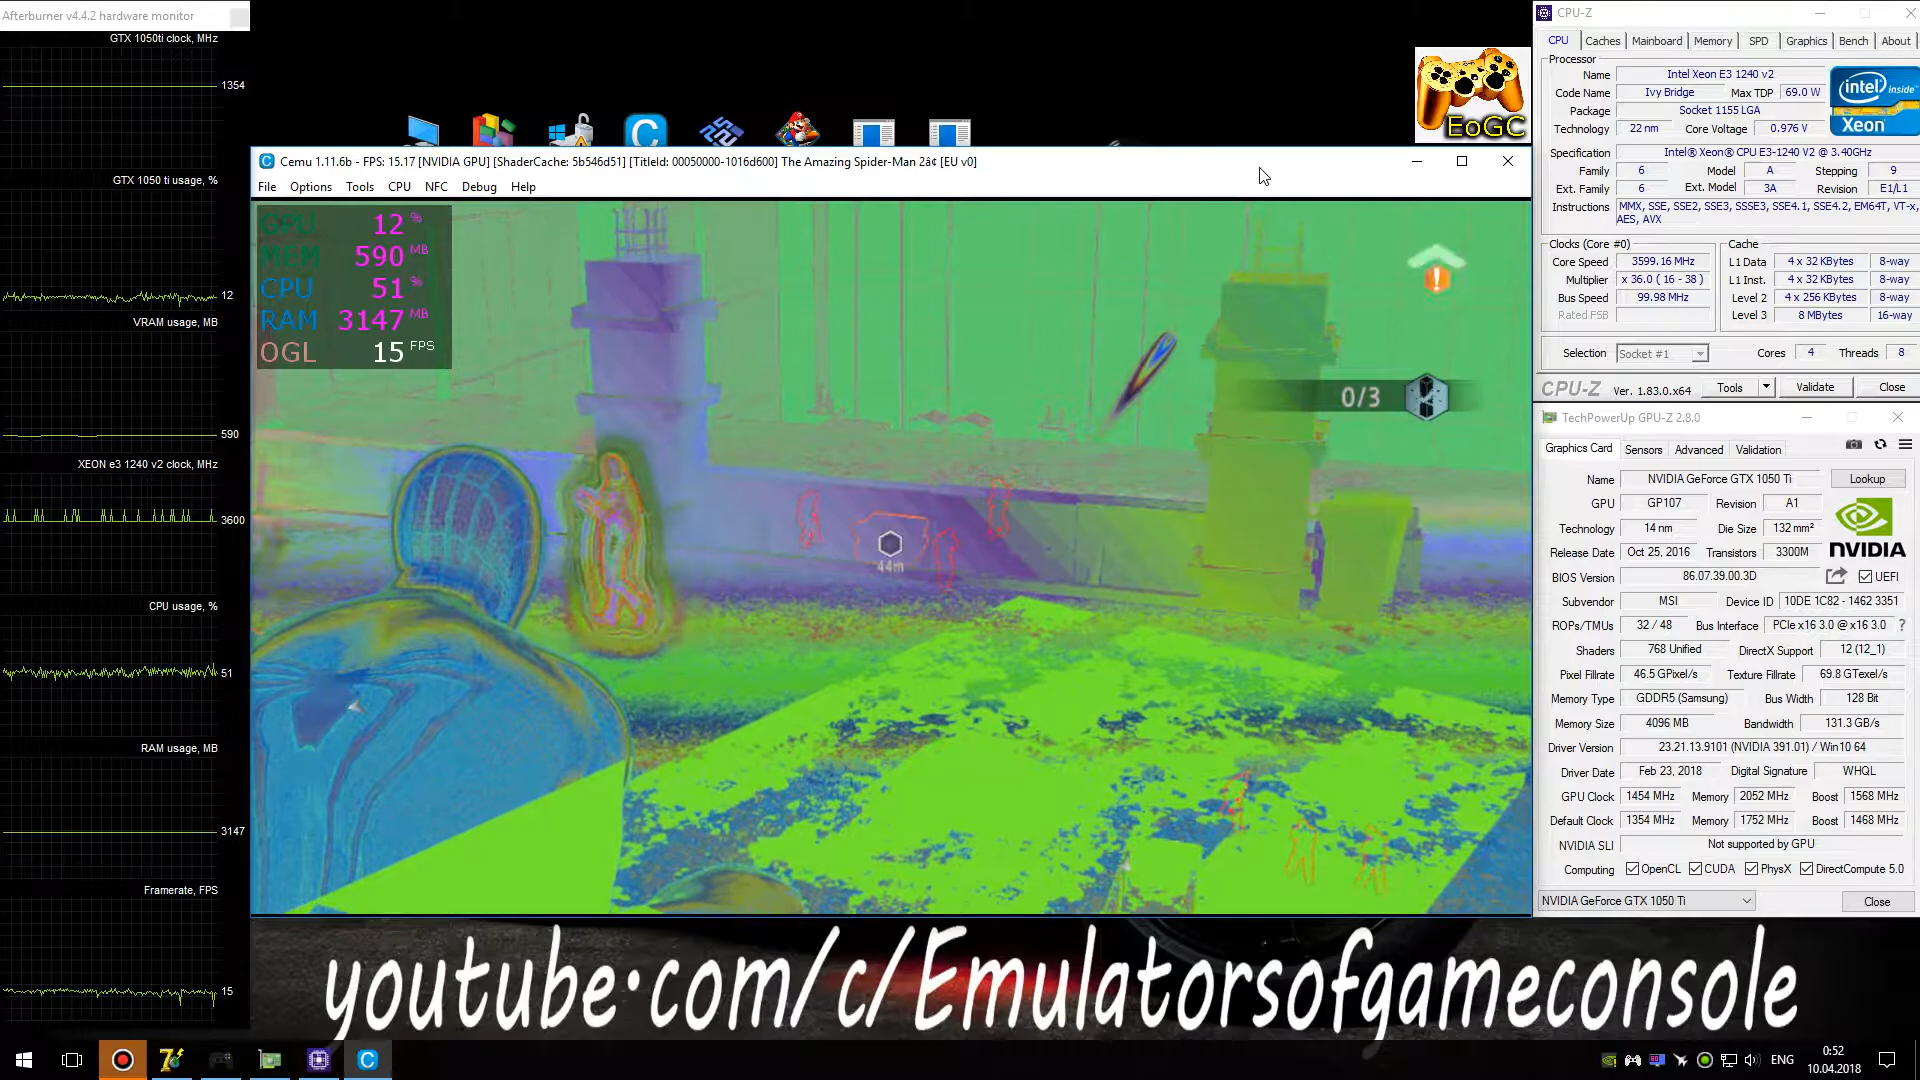 Afterburner v4.4.2 hardware monitor
GTX 1050ti clock, MHz
1354
GTX 1050 ti usage, %
12
VRAM usage, MB
590
XEON e3 1240 v2 clock, MHz
3600
CPU usage, %
51
RAM usage, MB
3147
Framerate, FPS
15
EoGC
Cemu 1.11.6b - FPS: 15.17 [NVIDIA GPU] [ShaderCache: 5b546d51] [TitleId: 00050000-1016d600] The Amazing Spider-Man 2â¢ [EU v0]
File Options Tools CPU NFC Debug Help
GPU 12 %
MEM 590 MB
CPU 51 %
RAM 3147 MB
OGL 15 FPS
0/3
44m
CPU-Z
CPU Caches Mainboard Memory SPD Graphics Bench About
Processor
Name Intel Xeon E3 1240 v2
Code Name Ivy Bridge Max TDP 69.0 W
Package Socket 1155 LGA
Technology 22 nm Core Voltage 0.976 V
intel inside™
Xeon
Specification Intel® Xeon® CPU E3-1240 V2 @ 3.40GHz
Family 6 Model A Stepping 9
Ext. Family 6 Ext. Model 3A Revision E1/L1
Instructions MMX, SSE, SSE2, SSE3, SSSE3, SSE4.1, SSE4.2, EM64T, VT-x,
AES, AVX
Clocks (Core #0)
Core Speed 3599.16 MHz
Multiplier x 36.0 ( 16 - 38 )
Bus Speed 99.98 MHz
Rated FSB
Cache
L1 Data 4 x 32 KBytes 8-way
L1 Inst. 4 x 32 KBytes 8-way
Level 2 4 x 256 KBytes 8-way
Level 3 8 MBytes 16-way
Selection Socket #1 Cores 4 Threads 8
CPU-Z Ver. 1.83.0.x64 Tools Validate Close
TechPowerUp GPU-Z 2.8.0
Graphics Card Sensors Advanced Validation
Name NVIDIA GeForce GTX 1050 Ti Lookup
GPU GP107 Revision A1
Technology 14 nm Die Size 132 mm²
Release Date Oct 25, 2016 Transistors 3300M
NVIDIA
BIOS Version 86.07.39.00.3D UEFI
Subvendor MSI Device ID 10DE 1C82 - 1462 3351
ROPs/TMUs 32 / 48 Bus Interface PCIe x16 3.0 @ x16 3.0 ?
Shaders 768 Unified DirectX Support 12 (12_1)
Pixel Fillrate 46.5 GPixel/s Texture Fillrate 69.8 GTexel/s
Memory Type GDDR5 (Samsung) Bus Width 128 Bit
Memory Size 4096 MB Bandwidth 131.3 GB/s
Driver Version 23.21.13.9101 (NVIDIA 391.01) / Win10 64
Driver Date Feb 23, 2018 Digital Signature WHQL
GPU Clock 1454 MHz Memory 2052 MHz Boost 1568 MHz
Default Clock 1354 MHz Memory 1752 MHz Boost 1468 MHz
NVIDIA SLI Not supported by GPU
Computing OpenCL CUDA PhysX DirectCompute 5.0
NVIDIA GeForce GTX 1050 Ti Close
youtube.com/c/Emulatorsofgameconsole
ENG
0:52
10.04.2018